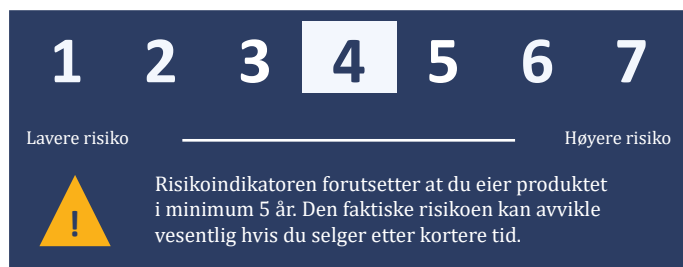 1 2 3 4 5 6 7
Lavere risiko Høyere risiko
Risikoindikatoren forutsetter at du eier produktet
i minimum 5 år. Den faktiske risikoen kan avvikle
vesentlig hvis du selger etter kortere tid.
!